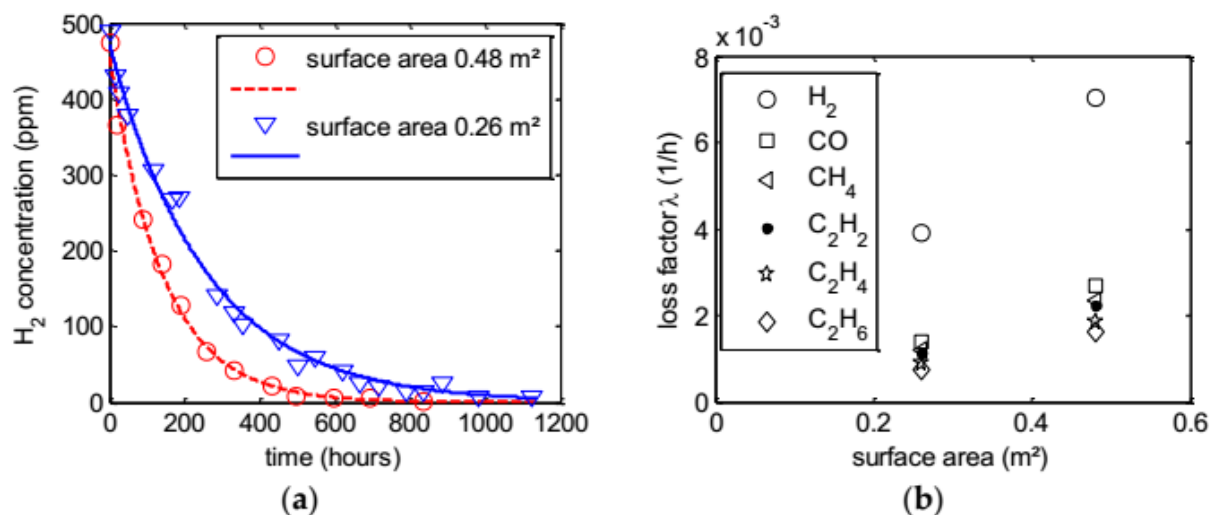 500
400
300
200
100
0
H₂ concentration (ppm)
surface area 0.48 m²
surface area 0.26 m²
0 200 400 600 800 1000 1200
time (hours)
(a)
x 10⁻³
8
6
4
2
0
loss factor λ (1/h)
H₂
CO
CH₄
C₂H₂
C₂H₄
C₂H₆
0 0.2 0.4 0.6
surface area (m²)
(b)